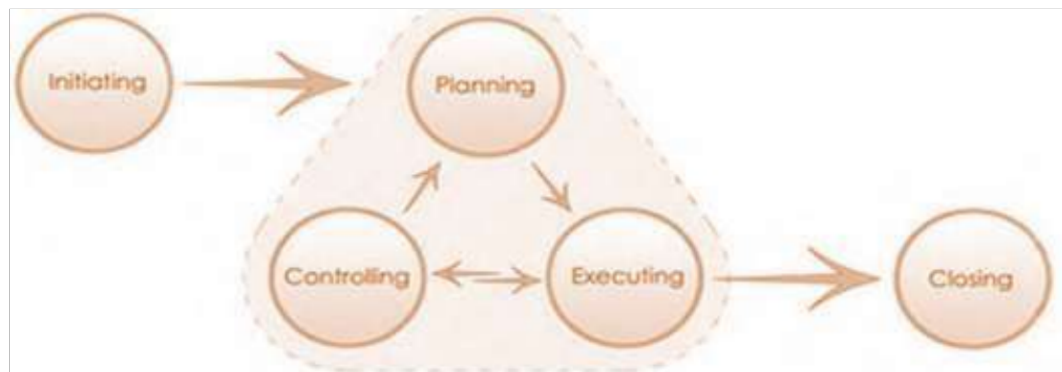 Initiating
Planning
Controlling
Executing
Closing